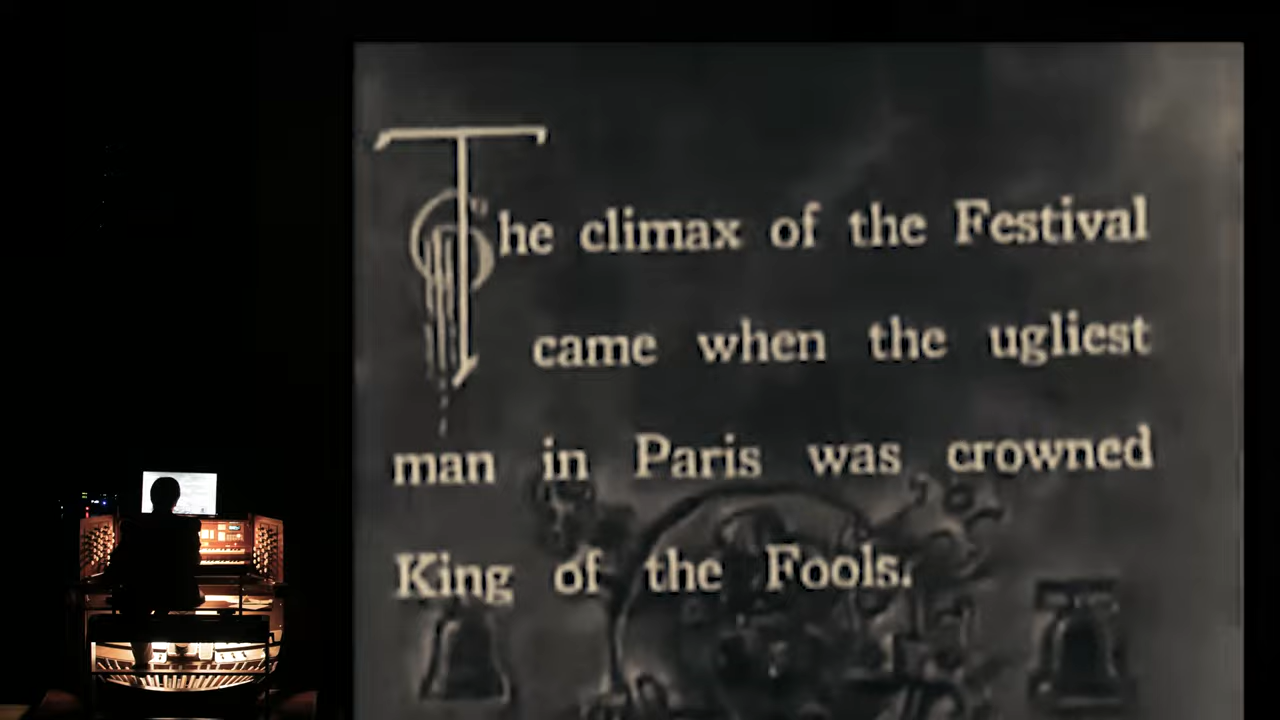 The climax of the Festival
came when the ugliest
man in Paris was crowned
King of the Fools.